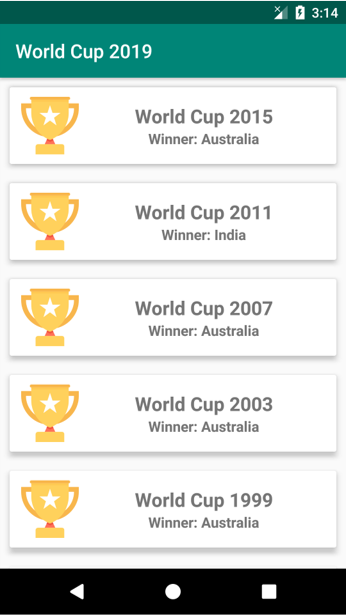 3:14
World Cup 2019
World Cup 2015
Winner: Australia
World Cup 2011
Winner: India
World Cup 2007
Winner: Australia
World Cup 2003
Winner: Australia
World Cup 1999
Winner: Australia